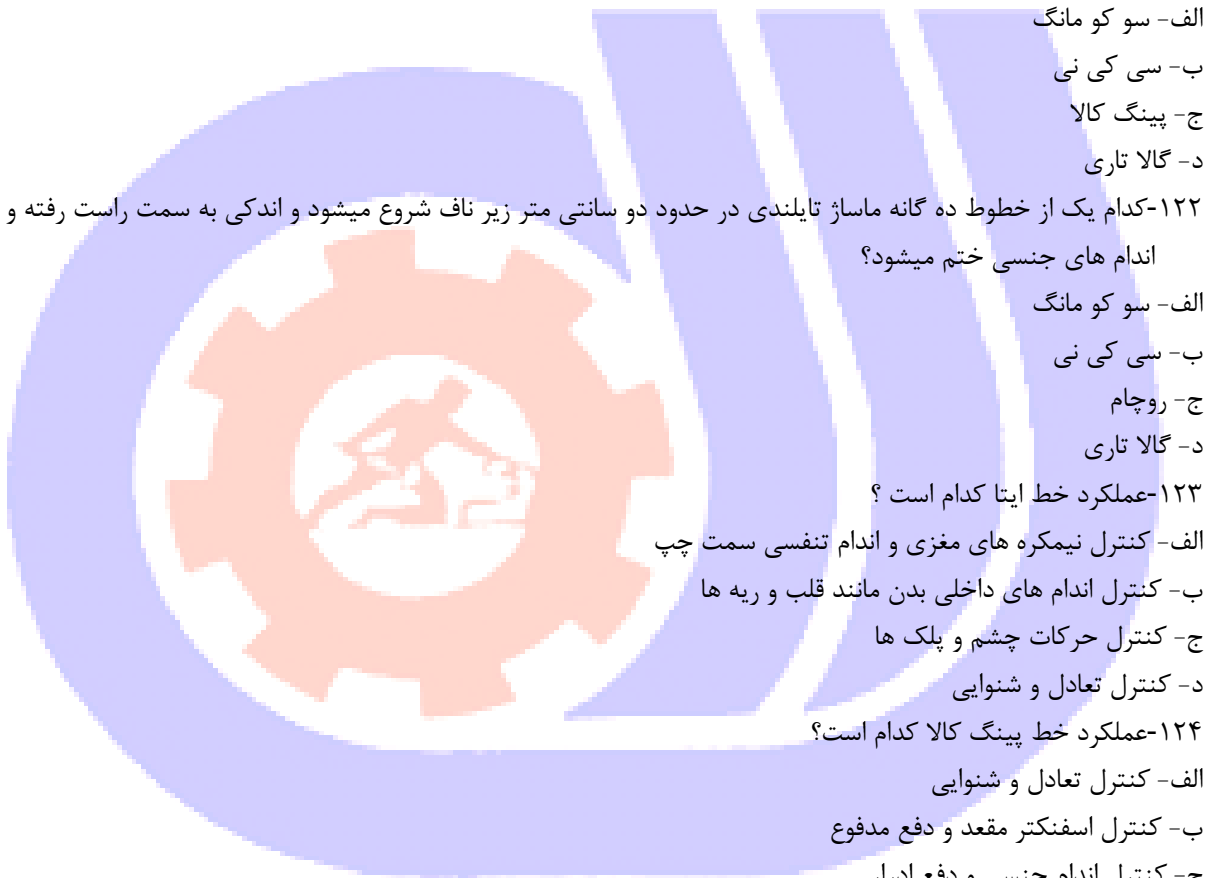 الف- سو کو مانگ
ب- سی کی نی
ج- پینگ کالا
د- گالا تاری
۱۲۲-کدام یک از خطوط ده گانه ماساژ تایلندی در حدود دو سانتی متر زیر ناف شروع میشود و اندکی به سمت راست رفته و
اندام های جنسی ختم میشود؟
الف- سو کو مانگ
ب- سی کی نی
ج- روچام
د- گالا تاری
۱۲۳-عملکرد خط ایتا کدام است ؟
الف- کنترل نیمکره های مغزی و اندام تنفسی سمت چپ
ب- کنترل اندام های داخلی بدن مانند قلب و ریه ها
ج- کنترل حرکات چشم و پلک ها
د- کنترل تعادل و شنوایی
۱۲۴-عملکرد خط پینگ کالا کدام است؟
الف- کنترل تعادل و شنوایی
ب- کنترل اسفنکتر مقعد و دفع مدفوع
ج- کنترل اندام جنسی و دفع ادرار